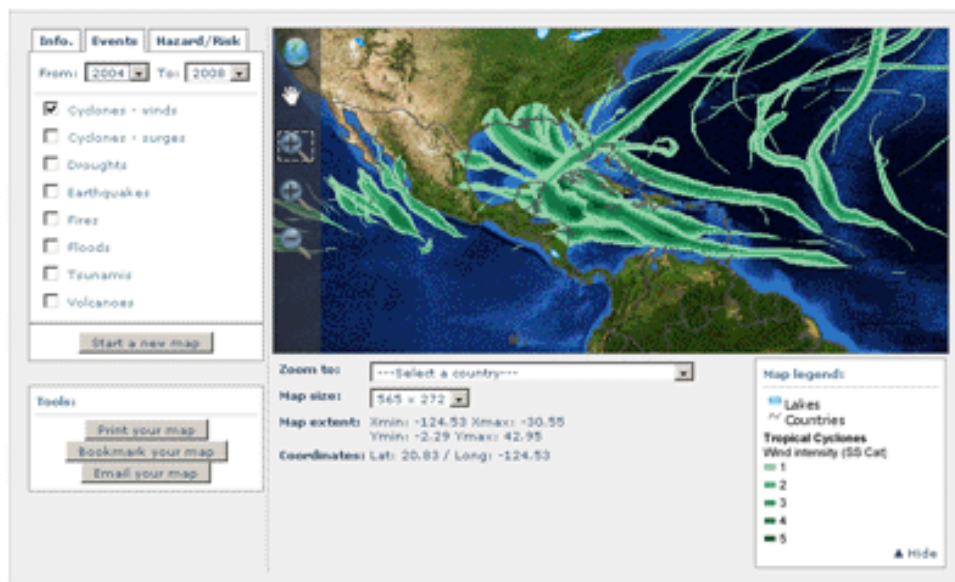 Info. Events Hazard/Risk
From: 2004 To: 2008
Cyclones - winds
Cyclones - surges
Droughts
Earthquakes
Fires
Floods
Tsunamis
Volcanoes
Start a new map
Tools:
Print your map
Bookmark your map
Email your map
Zoom to: ---Select a country---
Map size: 565 x 272
Map extent: Xmin: -124.53 Xmax: -30.55
Ymin: -2.29 Ymax: 42.95
Coordinates: Lat: 20.83 / Long: -124.53
Map legend:
Lakes
Countries
Tropical Cyclones
Wind intensity (SS Cat)
1
2
3
4
5
Hide